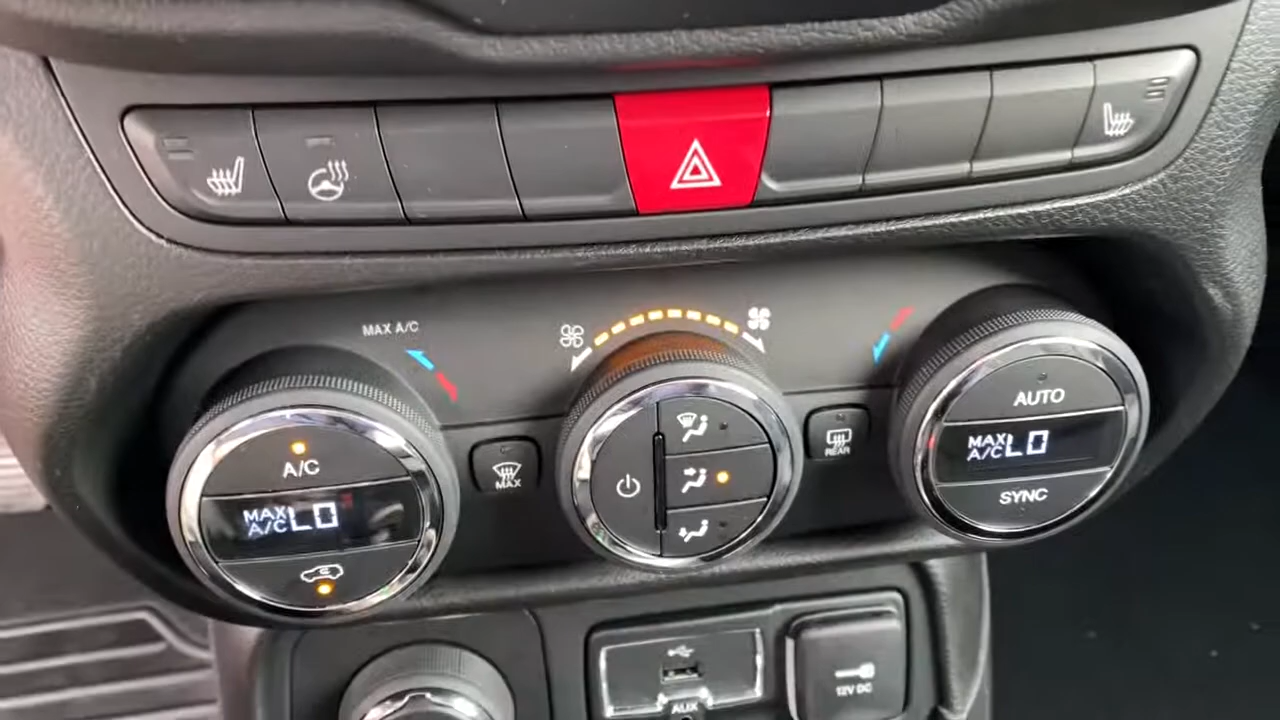 MAX A/C
A/C
MAX
A/C LO
MAX
REAR
AUTO
MAX
A/C LO
SYNC
AUX
12V DC